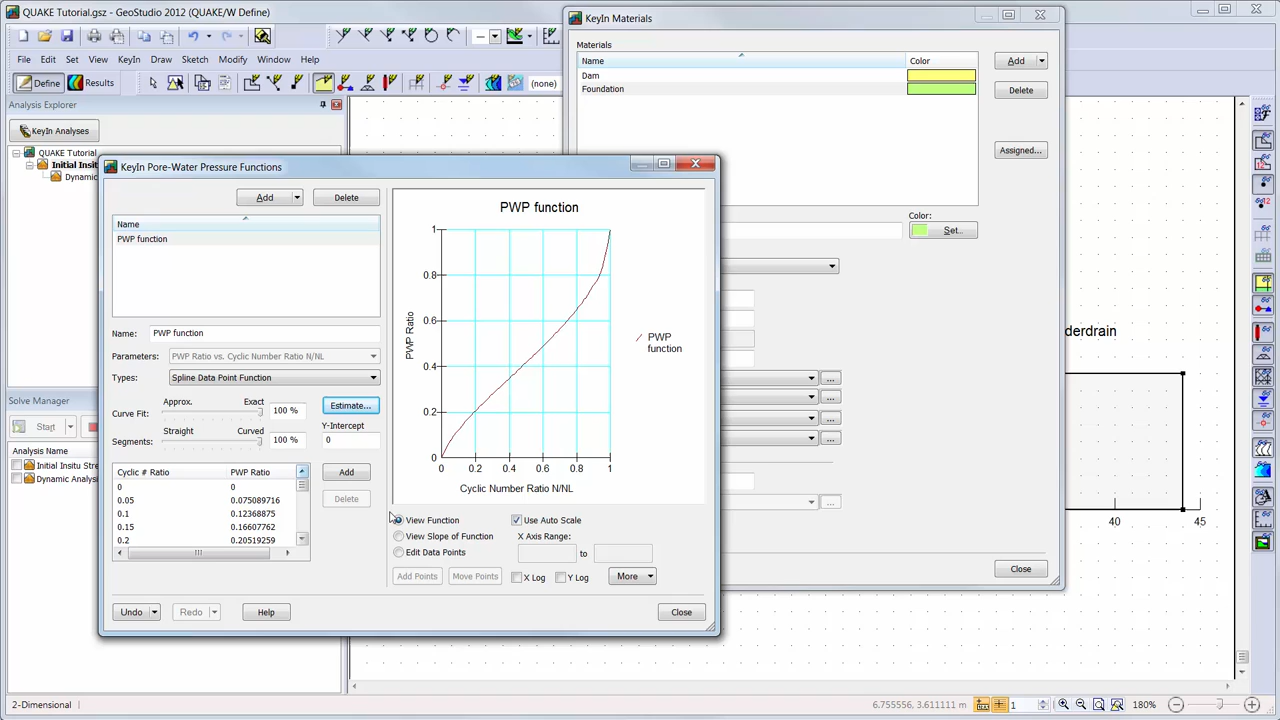 QUAKE Tutorial.gsz - GeoStudio 2012 (QUAKE/W Define)
File Edit Set View KeyIn Draw Sketch Modify Window Help
Define Results (none)
Analysis Explorer
KeyIn Analyses
QUAKE Tutorial
Initial Insit
Dynamic
Solve Manager
Start
Analysis Name
Initial Insitu Stre
Dynamic Analysi
KeyIn Materials
Materials
Name Color
Dam
Foundation
Add
Delete
Assigned...
Color:
Set...
Close
KeyIn Pore-Water Pressure Functions
Add Delete
Name
PWP function
Name: PWP function
Parameters: PWP Ratio vs. Cyclic Number Ratio N/NL
Types: Spline Data Point Function
Approx. Exact
Curve Fit: 100 % Estimate...
Straight Curved Y-Intercept
Segments: 100 % 0
Cyclic # Ratio PWP Ratio
0 0
0.05 0.075089716
0.1 0.12368875
0.15 0.16607762
0.2 0.20519259
Add
Delete
PWP function
1
0.8
0.6
0.4
0.2
0
PWP Ratio
0 0.2 0.4 0.6 0.8 1
Cyclic Number Ratio N/NL
PWP
function
View Function
View Slope of Function
Edit Data Points
Use Auto Scale
X Axis Range:
to
Add Points Move Points X Log Y Log More
Undo Redo Help Close
derdrain
40 45
2-Dimensional
6.755556, 3.611111 m 1 180%